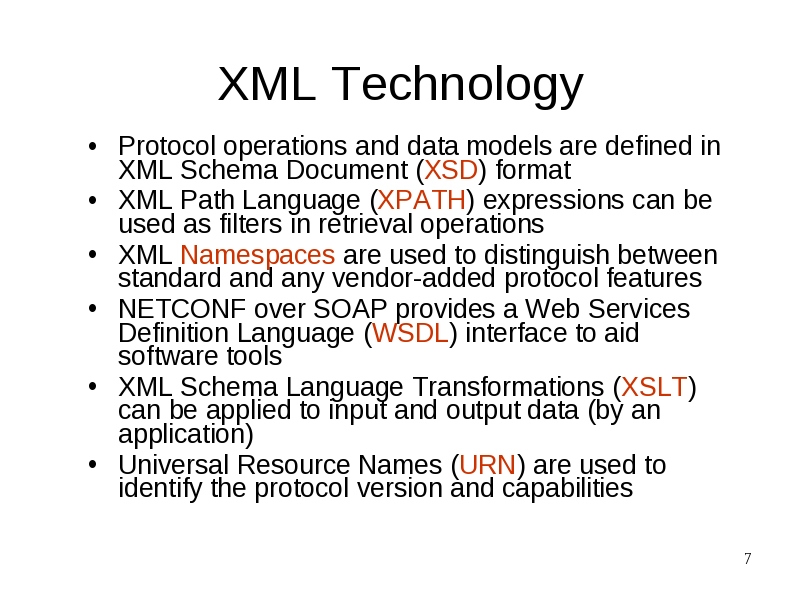 XML Technology
• Protocol operations and data models are defined in
XML Schema Document (XSD) format
• XML Path Language (XPATH) expressions can be
used as filters in retrieval operations
• XML Namespaces are used to distinguish between
standard and any vendor-added protocol features
• NETCONF over SOAP provides a Web Services
Definition Language (WSDL) interface to aid
software tools
• XML Schema Language Transformations (XSLT)
can be applied to input and output data (by an
application)
• Universal Resource Names (URN) are used to
identify the protocol version and capabilities
7